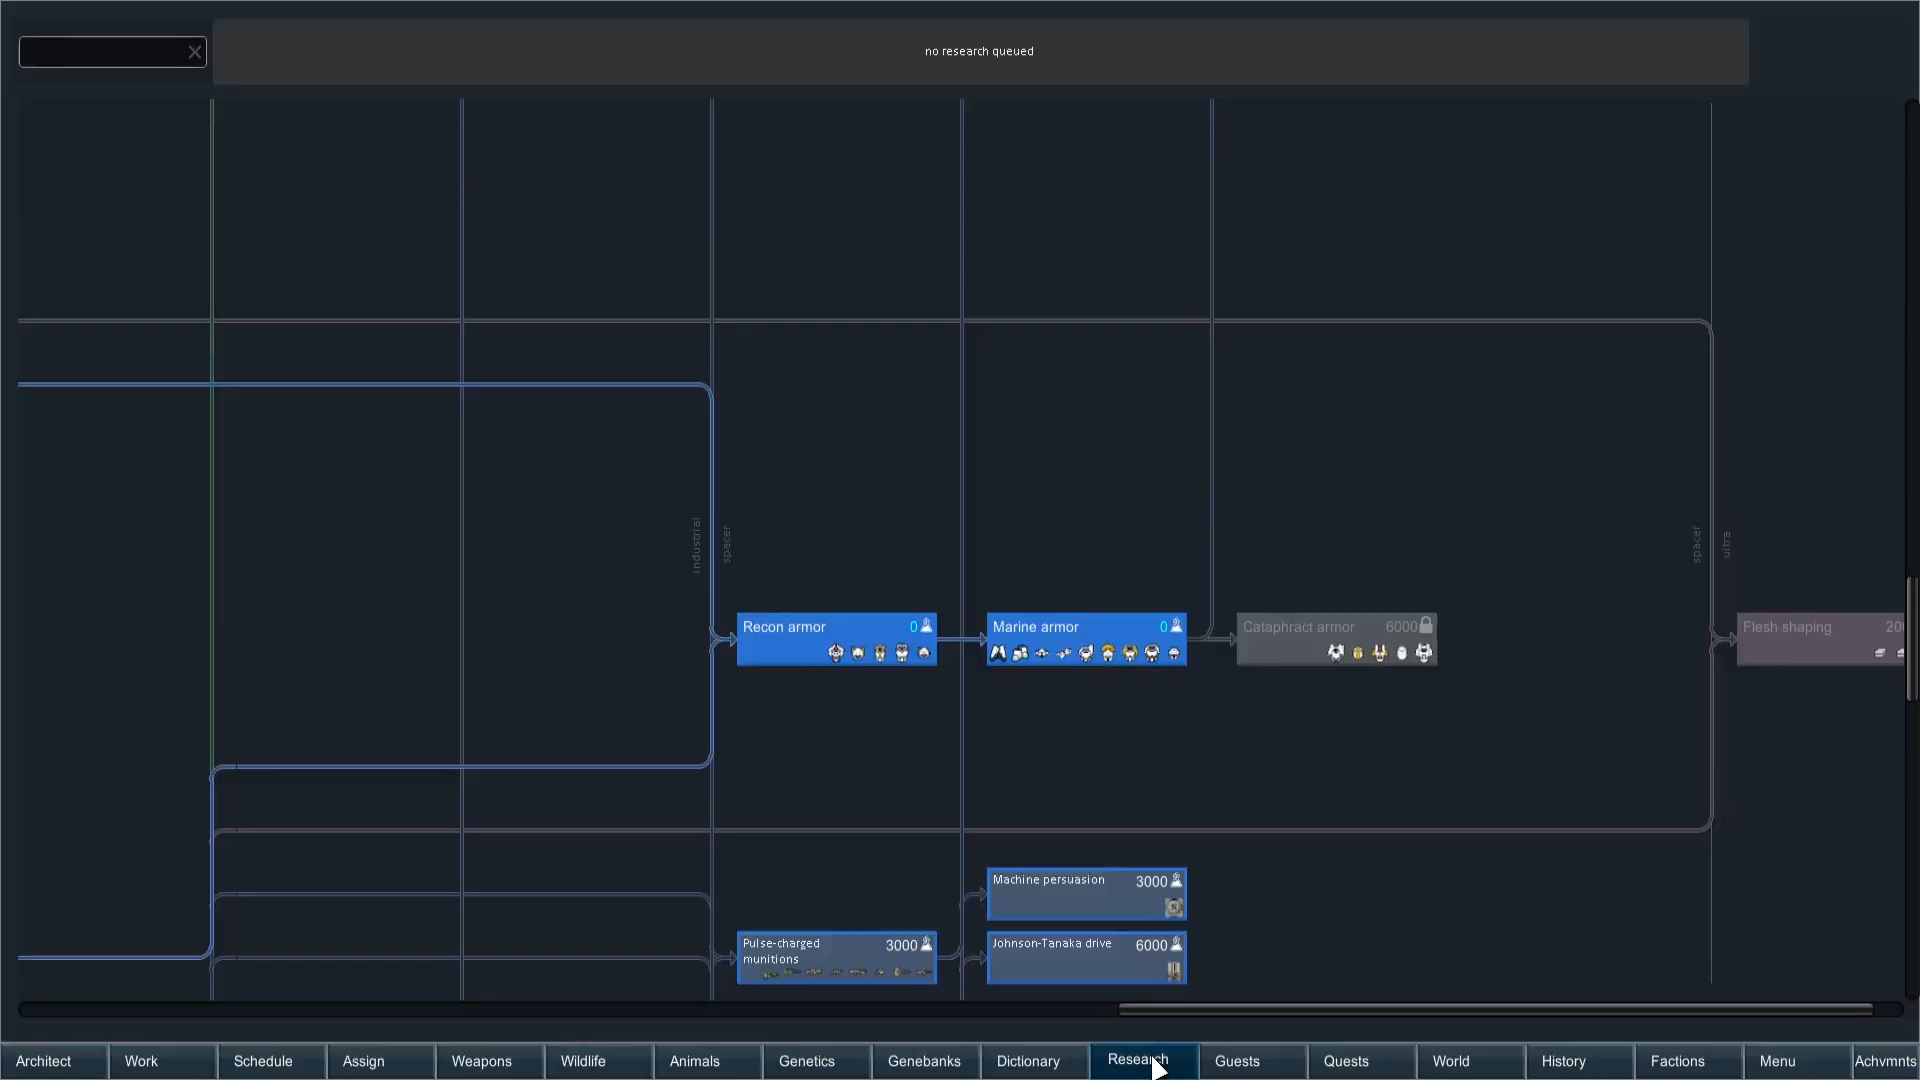 no research queued
industrial
spacer
spacer
ultra
Recon armor 0
Marine armor 0
Cataphract armor 6000
Flesh shaping
Machine persuasion 3000
Pulse-charged munitions 3000
Johnson-Tanaka drive 6000
Architect Work Schedule Assign Weapons Wildlife Animals Genetics Genebanks Dictionary Research Guests Quests World History Factions Menu Achvmnts